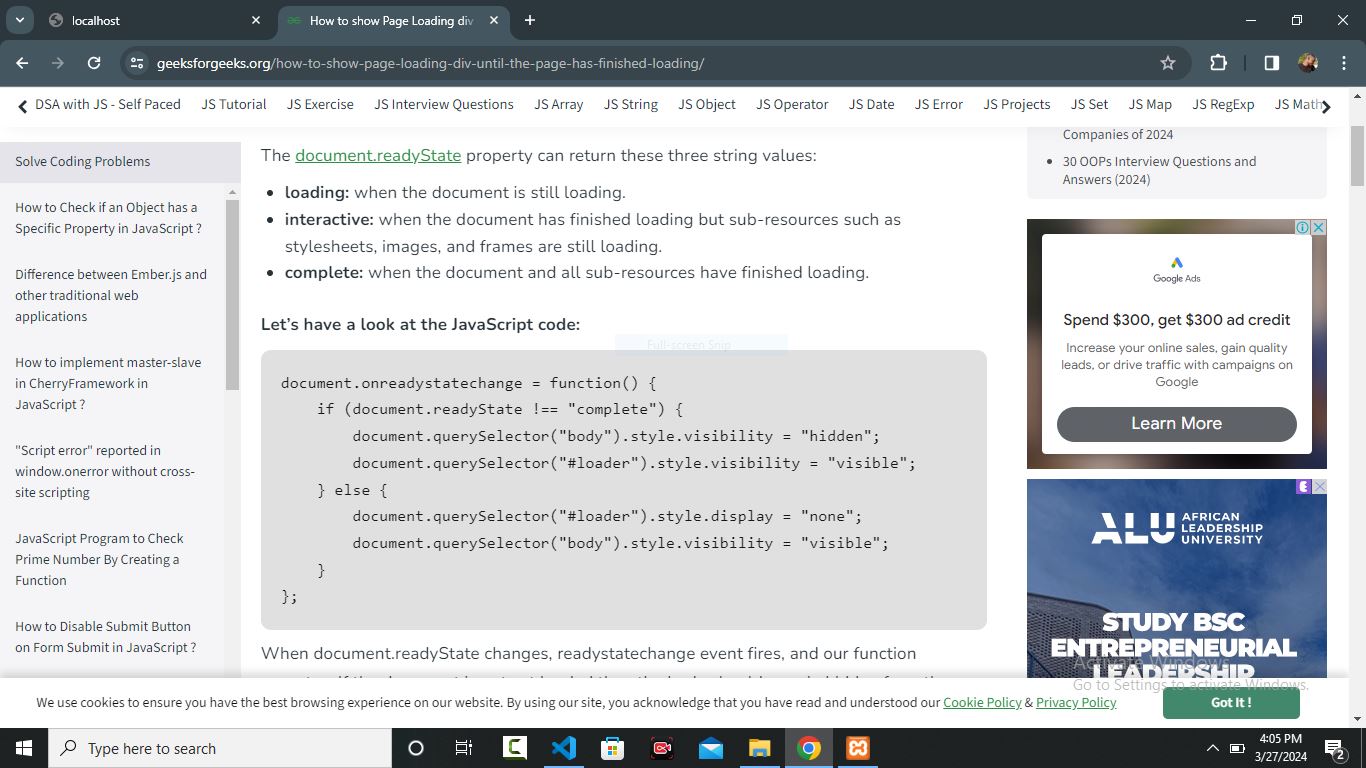 localhost
How to show Page Loading div
geeksforgeeks.org/how-to-show-page-loading-div-until-the-page-has-finished-loading/
DSA with JS - Self Paced JS Tutorial JS Exercise JS Interview Questions JS Array JS String JS Object JS Operator JS Date JS Error JS Projects JS Set JS Map JS RegExp JS Math
Solve Coding Problems
How to Check if an Object has a
Specific Property in JavaScript ?
Difference between Ember.js and
other traditional web
applications
How to implement master-slave
in CherryFramework in
JavaScript ?
"Script error" reported in
window.onerror without cross-
site scripting
JavaScript Program to Check
Prime Number By Creating a
Function
How to Disable Submit Button
on Form Submit in JavaScript ?
The document.readyState property can return these three string values:
• loading: when the document is still loading.
• interactive: when the document has finished loading but sub-resources such as
stylesheets, images, and frames are still loading.
• complete: when the document and all sub-resources have finished loading.
Let's have a look at the JavaScript code:
Full-screen Snip
document.onreadystatechange = function() {
    if (document.readyState !== "complete") {
        document.querySelector("body").style.visibility = "hidden";
        document.querySelector("#loader").style.visibility = "visible";
    } else {
        document.querySelector("#loader").style.display = "none";
        document.querySelector("body").style.visibility = "visible";
    }
};
When document.readyState changes, readystatechange event fires, and our function
Companies of 2024
• 30 OOPs Interview Questions and
Answers (2024)
Google Ads
Spend $300, get $300 ad credit
Increase your online sales, gain quality
leads, or drive traffic with campaigns on
Google
Learn More
ALU AFRICAN
LEADERSHIP
UNIVERSITY
STUDY BSC
ENTREPRENEURIAL
LEADERSHIP
Activate Windows
Go to Settings to activate Windows.
We use cookies to ensure you have the best browsing experience on our website. By using our site, you acknowledge that you have read and understood our Cookie Policy & Privacy Policy
Got It !
Type here to search
4:05 PM
3/27/2024
2